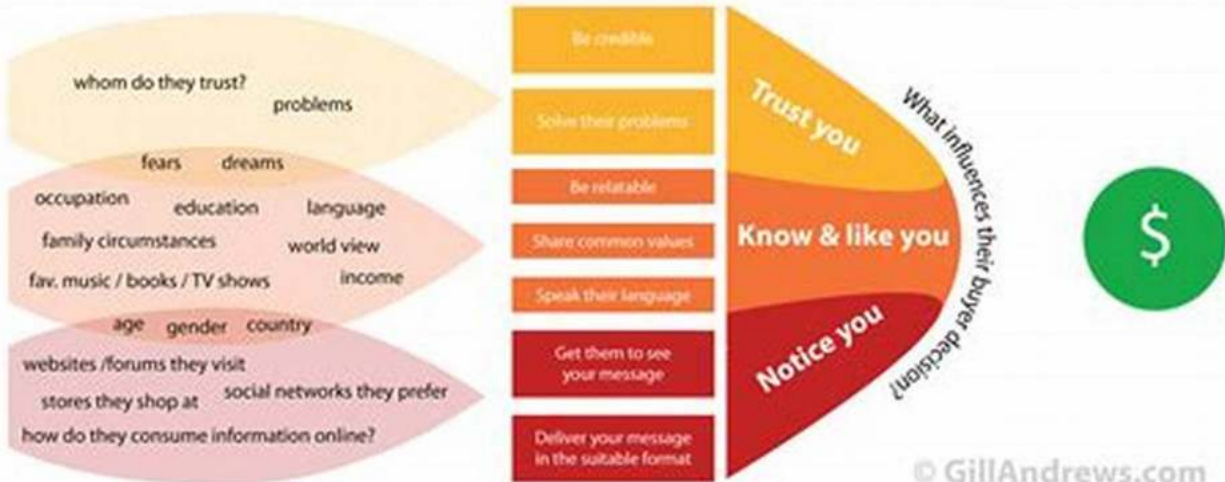 whom do they trust?
problems
fears dreams
occupation education language
family circumstances world view
fav. music / books / TV shows income
age gender country
websites /forums they visit
social networks they prefer
stores they shop at
how do they consume information online?
Be credible
Solve their problems
Be relatable
Share common values
Speak their language
Get them to see
your message
Deliver your message
in the suitable format
Trust you
Know & like you
Notice you
What influences their buyer decision?
$
© GillAndrews.com